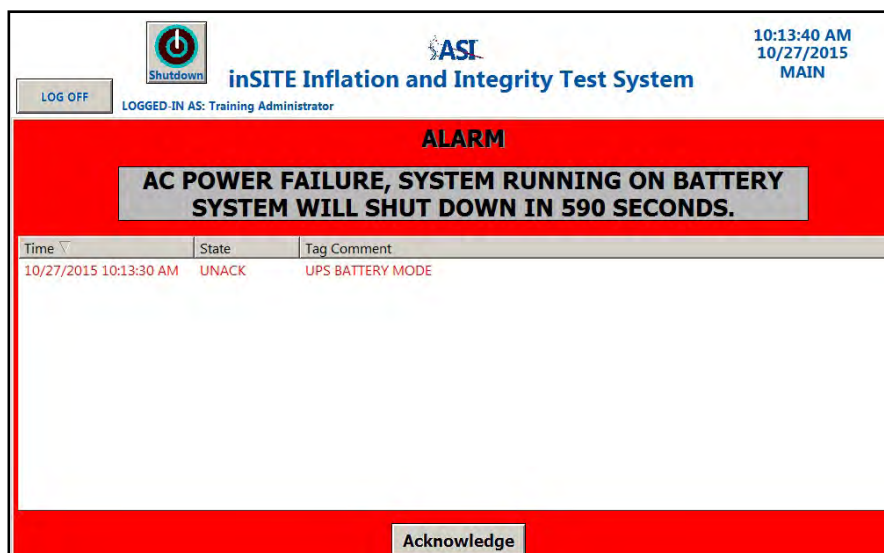 Shutdown
LOG OFF
ASI
inSITE Inflation and Integrity Test System
LOGGED-IN AS: Training Administrator
10:13:40 AM
10/27/2015
MAIN
ALARM
AC POWER FAILURE, SYSTEM RUNNING ON BATTERY
SYSTEM WILL SHUT DOWN IN 590 SECONDS.
Time State Tag Comment
10/27/2015 10:13:30 AM UNACK UPS BATTERY MODE
Acknowledge